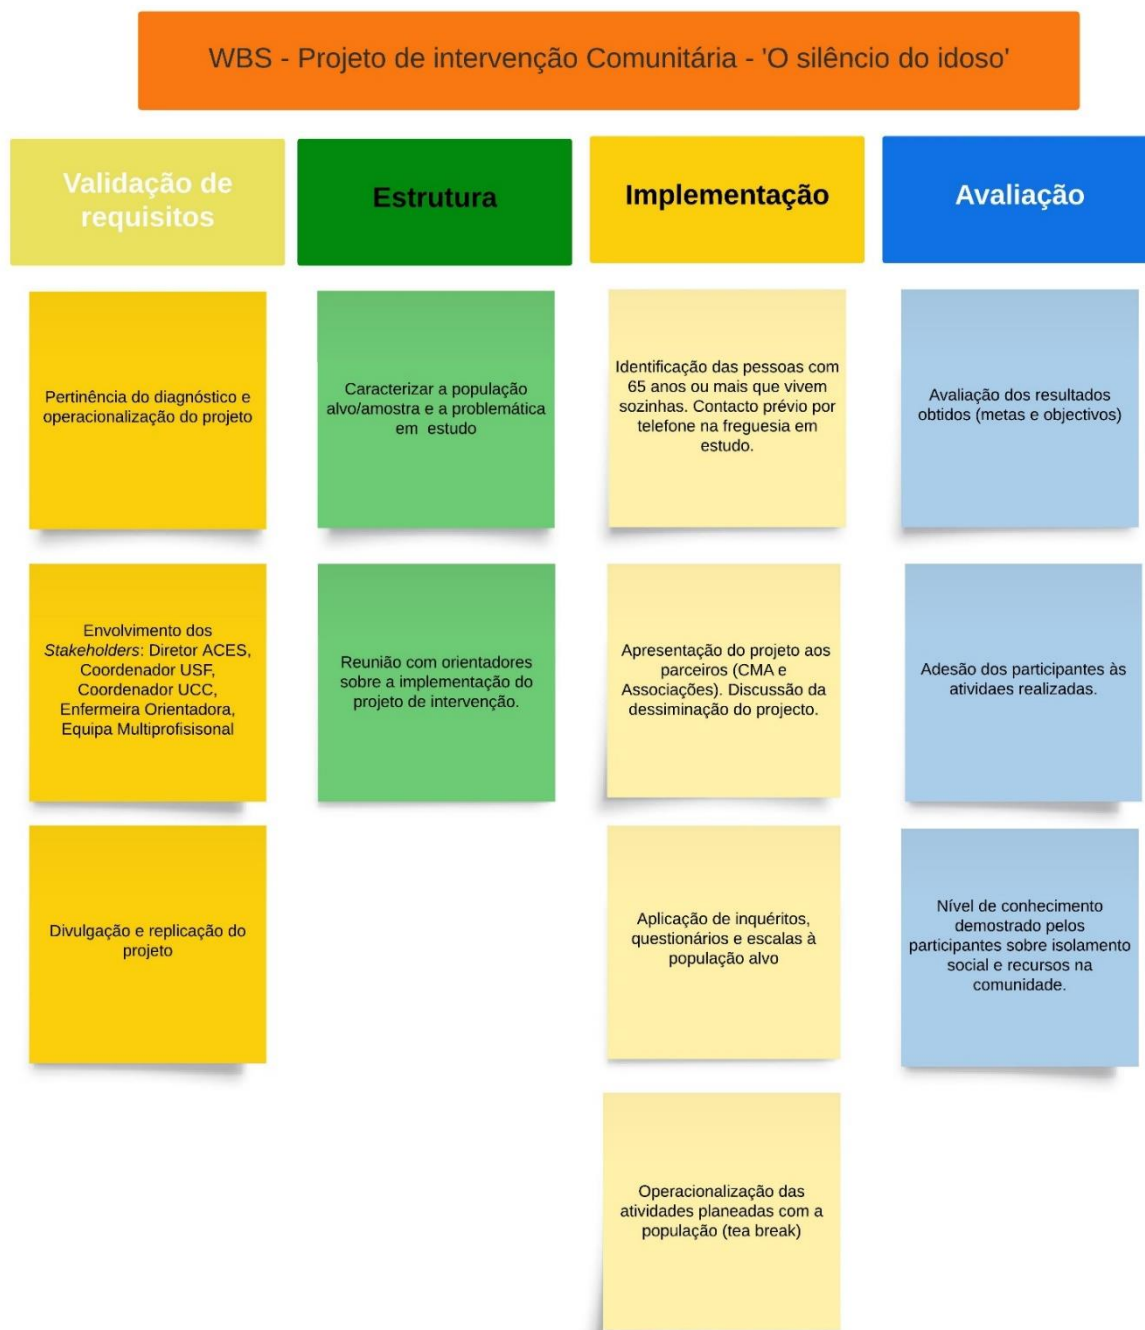 WBS - Projeto de intervenção Comunitária - 'O silêncio do idoso'
Validação de
requisitos
Pertinência do diagnóstico e
operacionalização do projeto
Envolvimento dos
Stakeholders: Diretor ACES,
Coordenador USF,
Coordenador UCC,
Enfermeira Orientadora,
Equipa Multiprofisisonal
Divulgação e replicação do
projeto
Estrutura
Caracterizar a população
alvo/amostra e a problemática
em estudo
Reunião com orientadores
sobre a implementação do
projeto de intervenção.
Implementação
Identificação das pessoas com
65 anos ou mais que vivem
sozinhas. Contacto prévio por
telefone na freguesia em
estudo.
Apresentação do projeto aos
parceiros (CMA e
Associações). Discussão da
dessiminação do projecto.
Aplicação de inquéritos,
questionários e escalas à
população alvo
Operacionalização das
atividades planeadas com a
população (tea break)
Avaliação
Avaliação dos resultados
obtidos (metas e objectivos)
Adesão dos participantes às
atividaes realizadas.
Nível de conhecimento
demostrado pelos
participantes sobre isolamento
social e recursos na
comunidade.